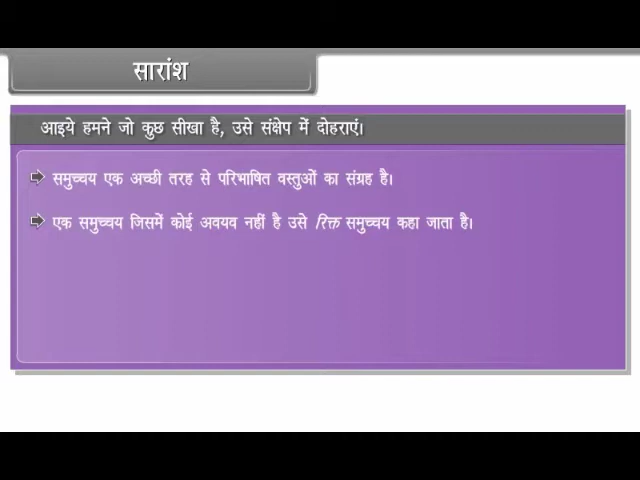 सारांश
आइये हमने जो कुछ सीखा है, उसे संक्षेप में दोहराएं।
समुच्चय एक अच्छी तरह से परिभाषित वस्तुओं का संग्रह है।
एक समुच्चय जिसमें कोई अवयव नहीं है उसे रिक्त समुच्चय कहा जाता है।